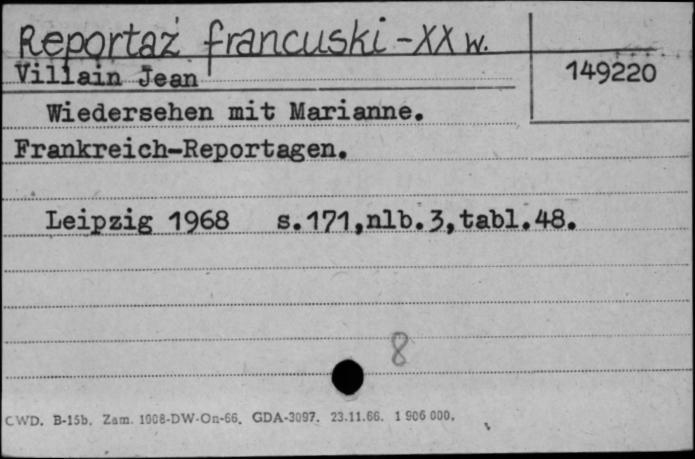 Reportaż francuski - XX w.
Villain Jean
149220
Wiedersehen mit Marianne.
Frankreich-Reportagen.
Leipzig 1968 s.171,nlb.3,tabl.48.
8
CWD. B-15b. Zam. 1008-DW-On-66. GDA-3097. 23.11.66. 1 906 000.